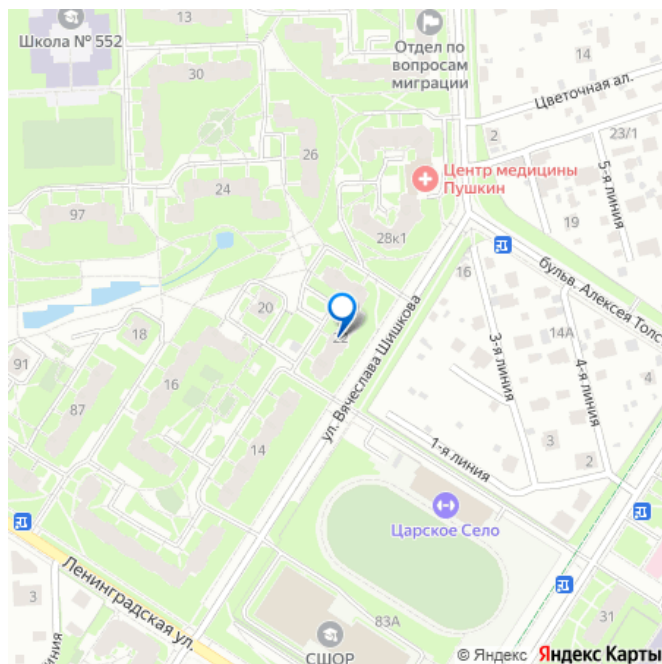 13
Школа № 552
Отдел по
вопросам
миграции
14
30
Цветочная ал.
2
23/1
26
Центр медицины
Пушкин
5-я линия
24
97
19
28к1
бульв. Алексея Толс
16
20
ул. Вячеслава Шишкова
3-я линия
14А
18
22
4-я линия
4
91
16
87
14
1-я линия
3
2
Царское Село
Ленинградская ул.
3
83А
31
линия
СШОР
© Яндекс Яндекс Карты